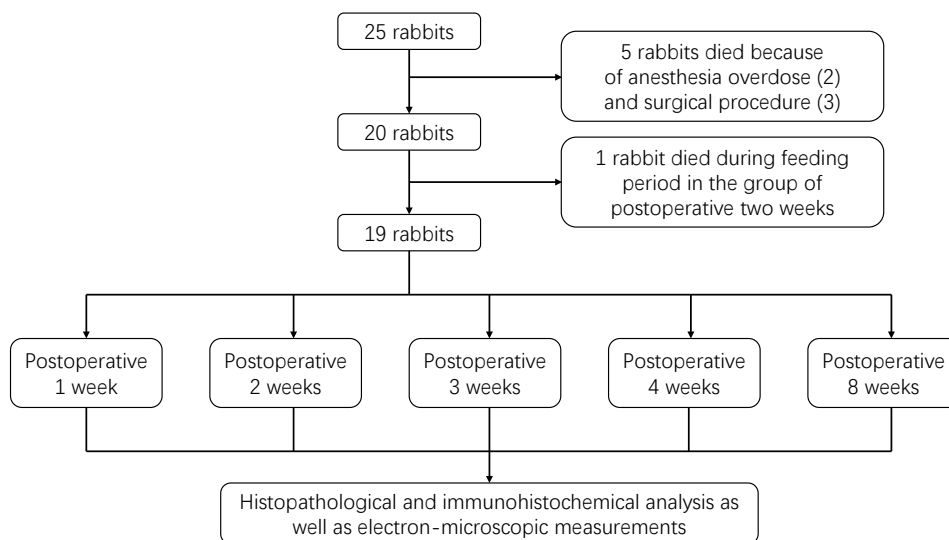 25 rabbits
5 rabbits died because
of anesthesia overdose (2)
and surgical procedure (3)
20 rabbits
1 rabbit died during feeding
period in the group of
postoperative two weeks
19 rabbits
Postoperative
1 week
Postoperative
2 weeks
Postoperative
3 weeks
Postoperative
4 weeks
Postoperative
8 weeks
Histopathological and immunohistochemical analysis as
well as electron-microscopic measurements